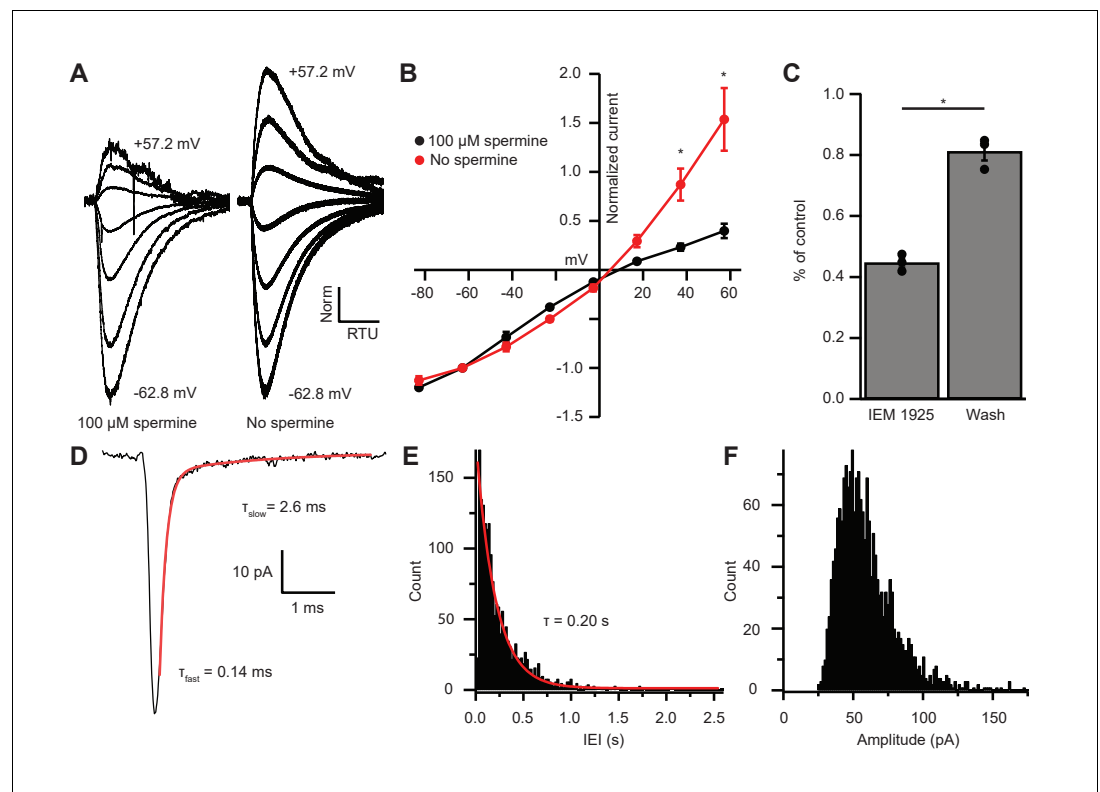 A
+57.2 mV
+57.2 mV
-62.8 mV
-62.8 mV
100 µM spermine
No spermine
Norm
RTU
B
100 µM spermine
No spermine
Normalized current
mV
2.0
1.5
1.0
0.5
-1.0
-1.5
-80
-60
-40
-20
20
40
60
*
*
C
% of control
1.0
0.8
0.6
0.4
0.2
0.0
*
IEM 1925
Wash
D
τslow= 2.6 ms
10 pA
1 ms
τfast = 0.14 ms
E
Count
150
100
50
0
τ = 0.20 s
0.0
0.5
1.0
1.5
2.0
2.5
IEI (s)
F
Count
60
40
20
0
0
50
100
150
Amplitude (pA)